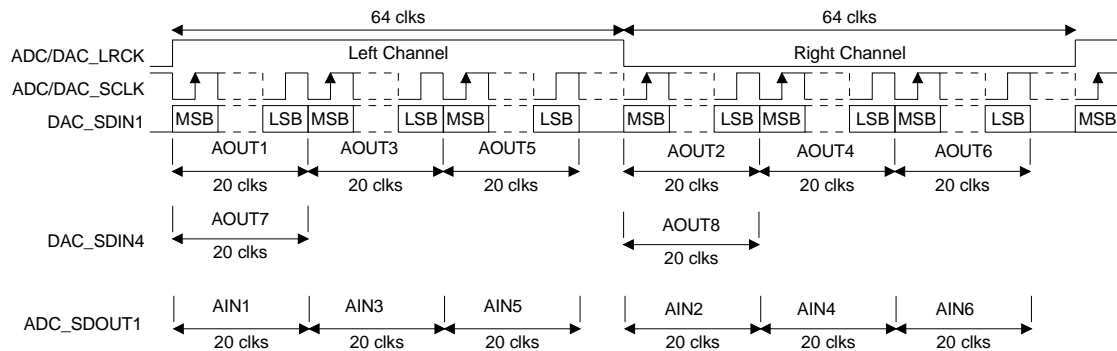 64 clks 64 clks
ADC/DAC_LRCK Left Channel Right Channel
ADC/DAC_SCLK
DAC_SDIN1 MSB LSB MSB LSB MSB LSB MSB LSB MSB LSB MSB LSB MSB
AOUT1 AOUT3 AOUT5 AOUT2 AOUT4 AOUT6
20 clks 20 clks 20 clks 20 clks 20 clks 20 clks
AOUT7 AOUT8
DAC_SDIN4
20 clks 20 clks
AIN1 AIN3 AIN5 AIN2 AIN4 AIN6
ADC_SDOUT1
20 clks 20 clks 20 clks 20 clks 20 clks 20 clks